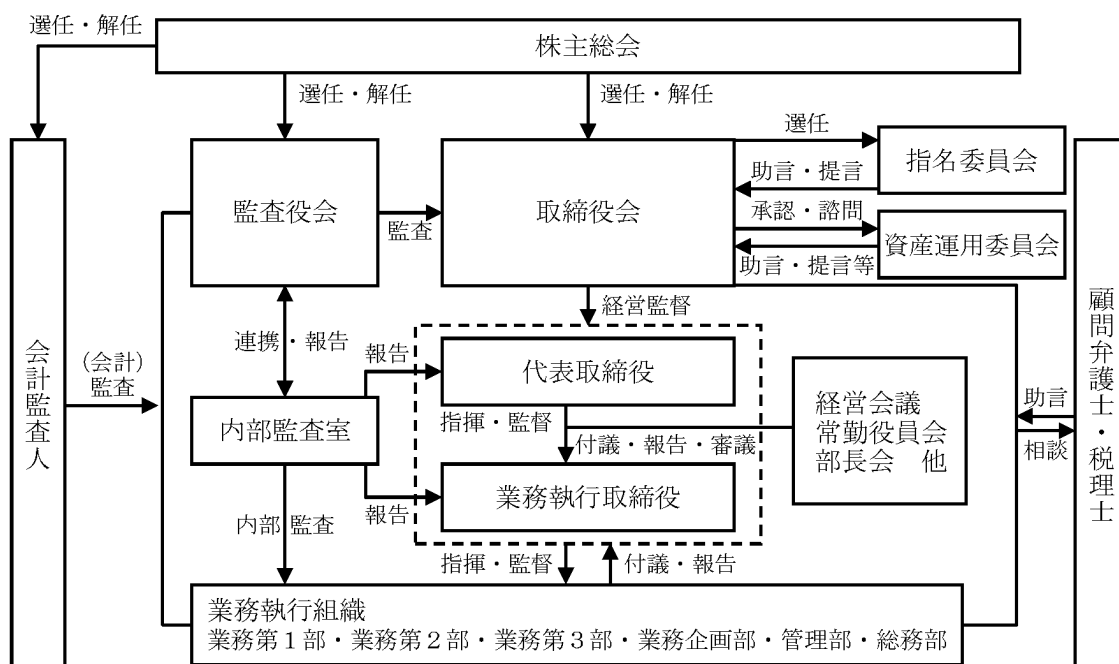 選任・解任
株主総会
選任・解任
選任・解任
選任
指名委員会
助言・提言
監査役会
監査
取締役会
承認・諮問
資産運用委員会
助言・提言等
経営監督
連携・報告
報告
代表取締役
会計監査人
(会計)
監査
内部監査室
指揮・監督
付議・報告・審議
経営会議
常勤役員会
部長会　他
助言
相談
顧問弁護士・税理士
業務執行取締役
報告
内部監査
指揮・監督
付議・報告
業務執行組織
業務第１部・業務第２部・業務第３部・業務企画部・管理部・総務部